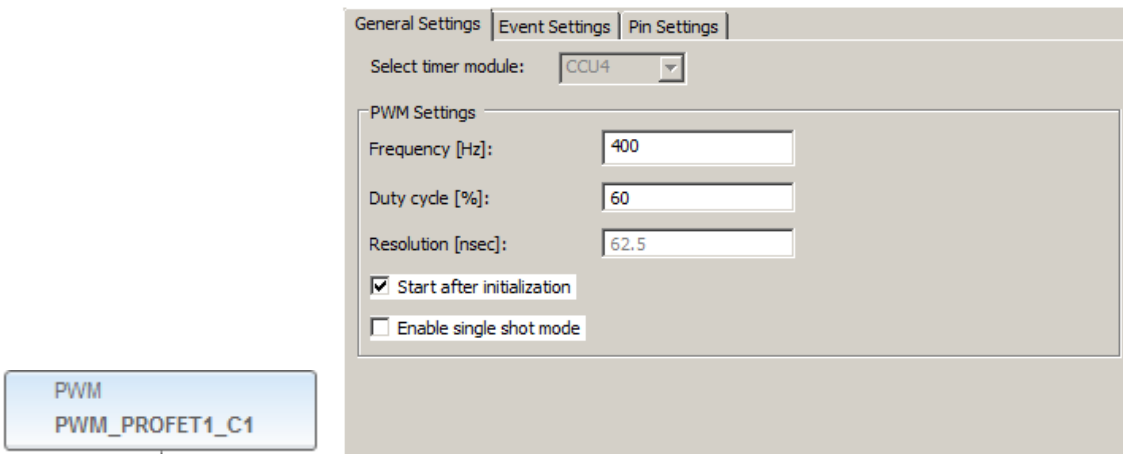 General Settings Event Settings Pin Settings
Select timer module: CCU4
PWM Settings
Frequency [Hz]: 400
Duty cycle [%]: 60
Resolution [nsec]: 62.5
Start after initialization
Enable single shot mode
PWM
PWM_PROFET1_C1